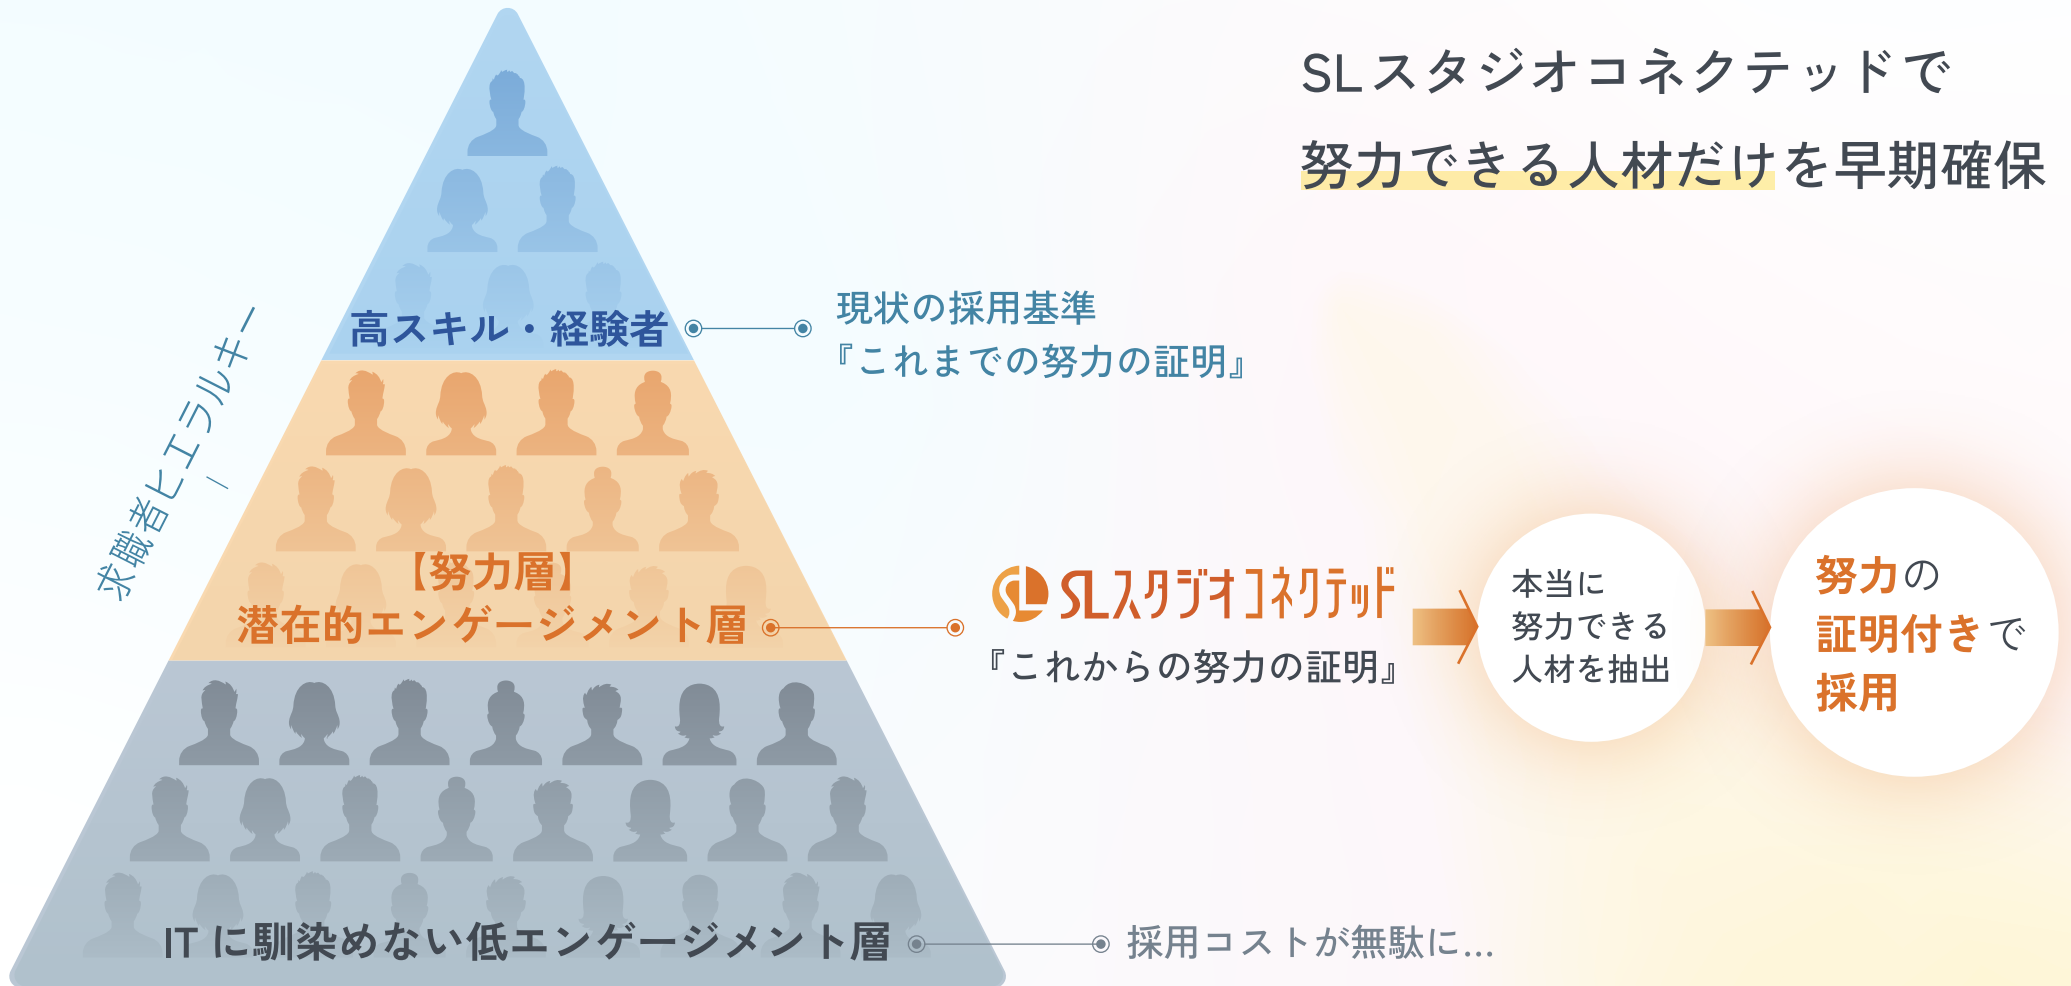 SLスタジオコネクテッドで
努力できる人材だけを早期確保
求職者ヒエラルキー
高スキル・経験者
現状の採用基準
『これまでの努力の証明』
【努力層】
潜在的エンゲージメント層
SLスタジオコネクテッド
『これからの努力の証明』
本当に
努力できる
人材を抽出
努力の
証明付きで
採用
ITに馴染めない低エンゲージメント層
採用コストが無駄に...